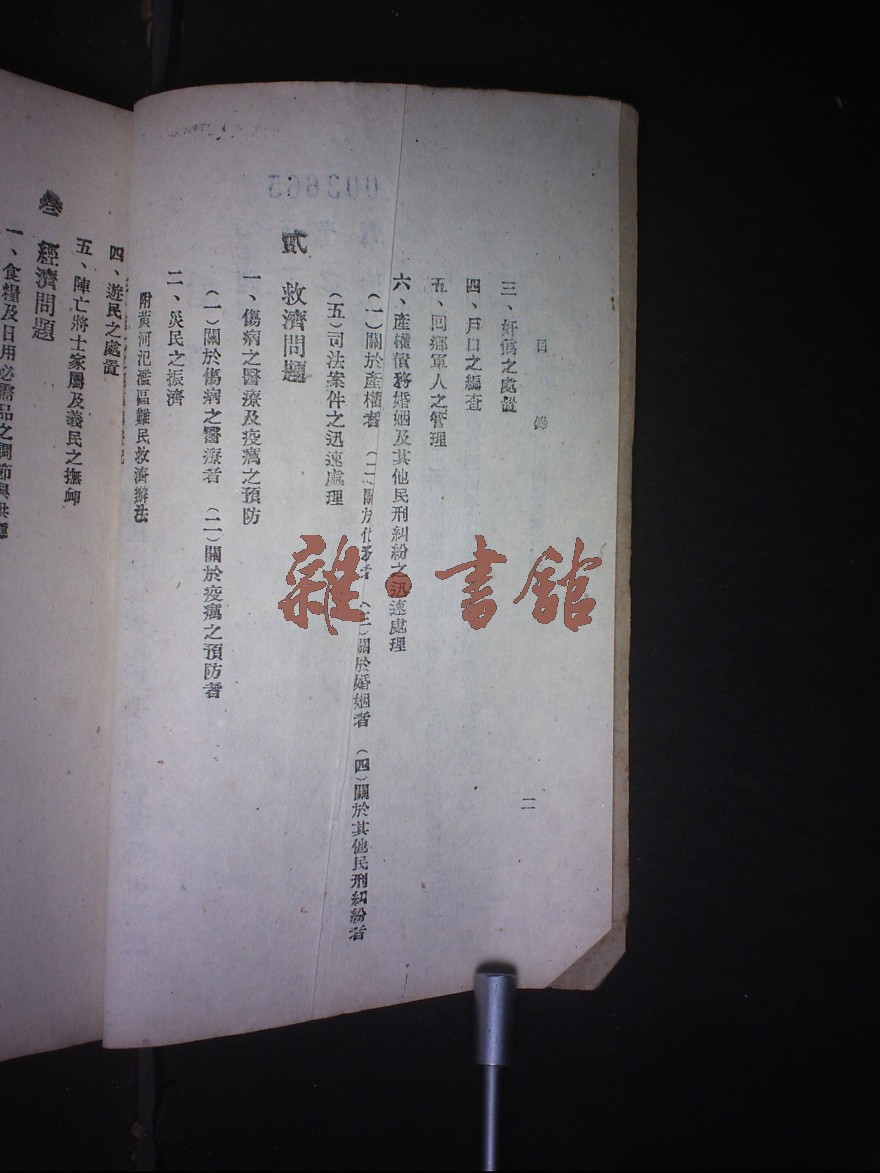 目錄
二
三、奸僞之處置
四、戶口之編查
五、回鄉軍人之管理
六、產權債務婚姻及其他民刑糾紛之迅速處理
（一）關於產權者　（二）關於債務者　（三）關於婚姻者　（四）關於其他民刑糾紛者
（五）司法案件之迅速處理
貳　救濟問題
一、傷病之醫療及疫癘之預防
（一）關於傷病之醫療者　（二）關於疫癘之預防者
二、災民之振濟
附黃河氾濫區難民救濟辦法
四、遊民之處置
五、陣亡將士家屬及義民之撫卹
叁　經濟問題
一、食糧及日用必需品之調節與供應
雜·書館